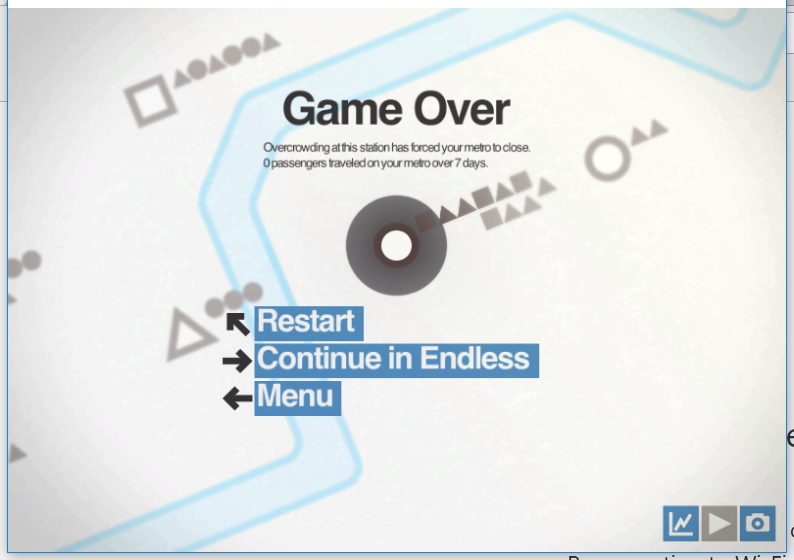 Game Over
Overcrowding at this station has forced your metro to close.
0 passengers traveled on your metro over 7 days.
Restart
Continue in Endless
Menu